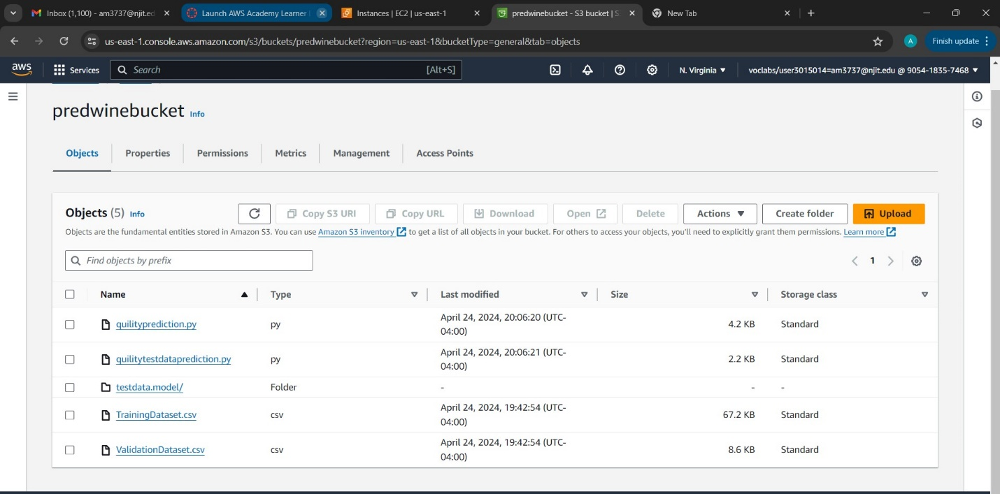 Inbox (1,100) - am3737@njit.ed
Launch AWS Academy Learner
Instances | EC2 | us-east-1
predwinebucket - S3 bucket | S
New Tab
us-east-1.console.aws.amazon.com/s3/buckets/predwinebucket?region=us-east-1&bucketType=general&tab=objects
A
Finish update
aws
Services
Search
[Alt+S]
N. Virginia
voclabs/user3015014=am3737@njit.edu @ 9054-1835-7468
predwinebucket Info
Objects
Properties
Permissions
Metrics
Management
Access Points
Objects (5) Info
Copy S3 URI
Copy URL
Download
Open
Delete
Actions
Create folder
Upload
Objects are the fundamental entities stored in Amazon S3. You can use Amazon S3 inventory to get a list of all objects in your bucket. For others to access your objects, you'll need to explicitly grant them permissions. Learn more
Find objects by prefix
1
Name
Type
Last modified
Size
Storage class
quilityprediction.py
py
April 24, 2024, 20:06:20 (UTC-
04:00)
4.2 KB
Standard
quilitytestdataprediction.py
py
April 24, 2024, 20:06:21 (UTC-
04:00)
2.2 KB
Standard
testdata.model/
Folder
-
-
-
TrainingDataset.csv
csv
April 24, 2024, 19:42:54 (UTC-
04:00)
67.2 KB
Standard
ValidationDataset.csv
csv
April 24, 2024, 19:42:54 (UTC-
04:00)
8.6 KB
Standard